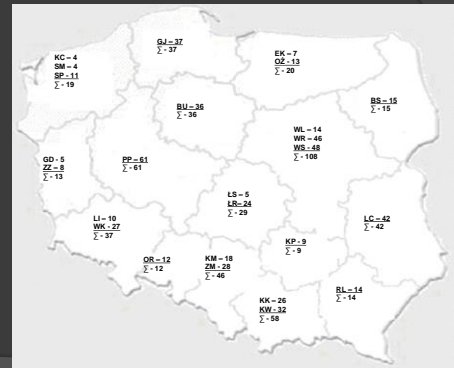 KC – 4
SM – 4
SP - 11
∑ - 19
GJ – 37
∑ - 37
EK – 7
OŻ – 13
∑ - 20
BS – 15
∑ - 15
BU – 36
∑ - 36
WL – 14
WR – 46
WS – 48
∑ - 108
GD - 5
ZZ – 8
∑ - 13
PP – 61
∑ - 61
ŁS – 5
ŁR– 24
∑ - 29
LC – 42
∑ - 42
LI – 10
WK - 27
∑ - 37
OR – 12
∑ - 12
KM – 18
ZM – 28
∑ - 46
KP - 9
∑ - 9
KK – 26
KW – 32
∑ - 58
RL – 14
∑ - 14